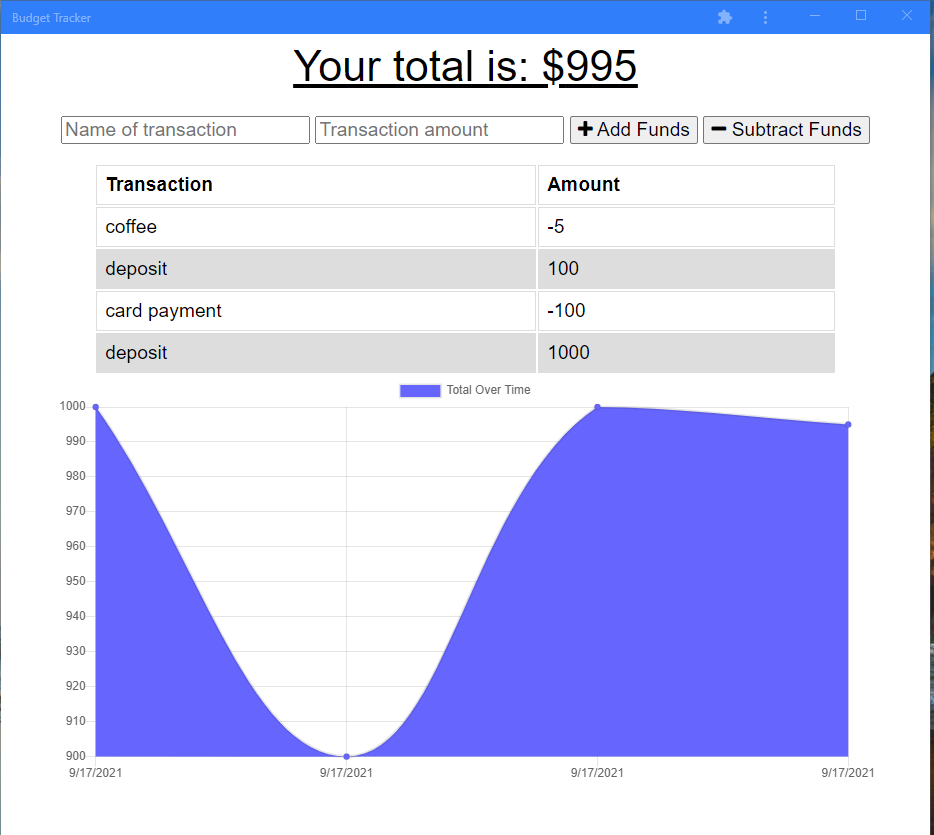 Budget Tracker
Your total is: $995
Name of transaction Transaction amount Add Funds Subtract Funds
Transaction Amount
coffee -5
deposit 100
card payment -100
deposit 1000
Total Over Time
1000
990
980
970
960
950
940
930
920
910
900
9/17/2021 9/17/2021 9/17/2021 9/17/2021